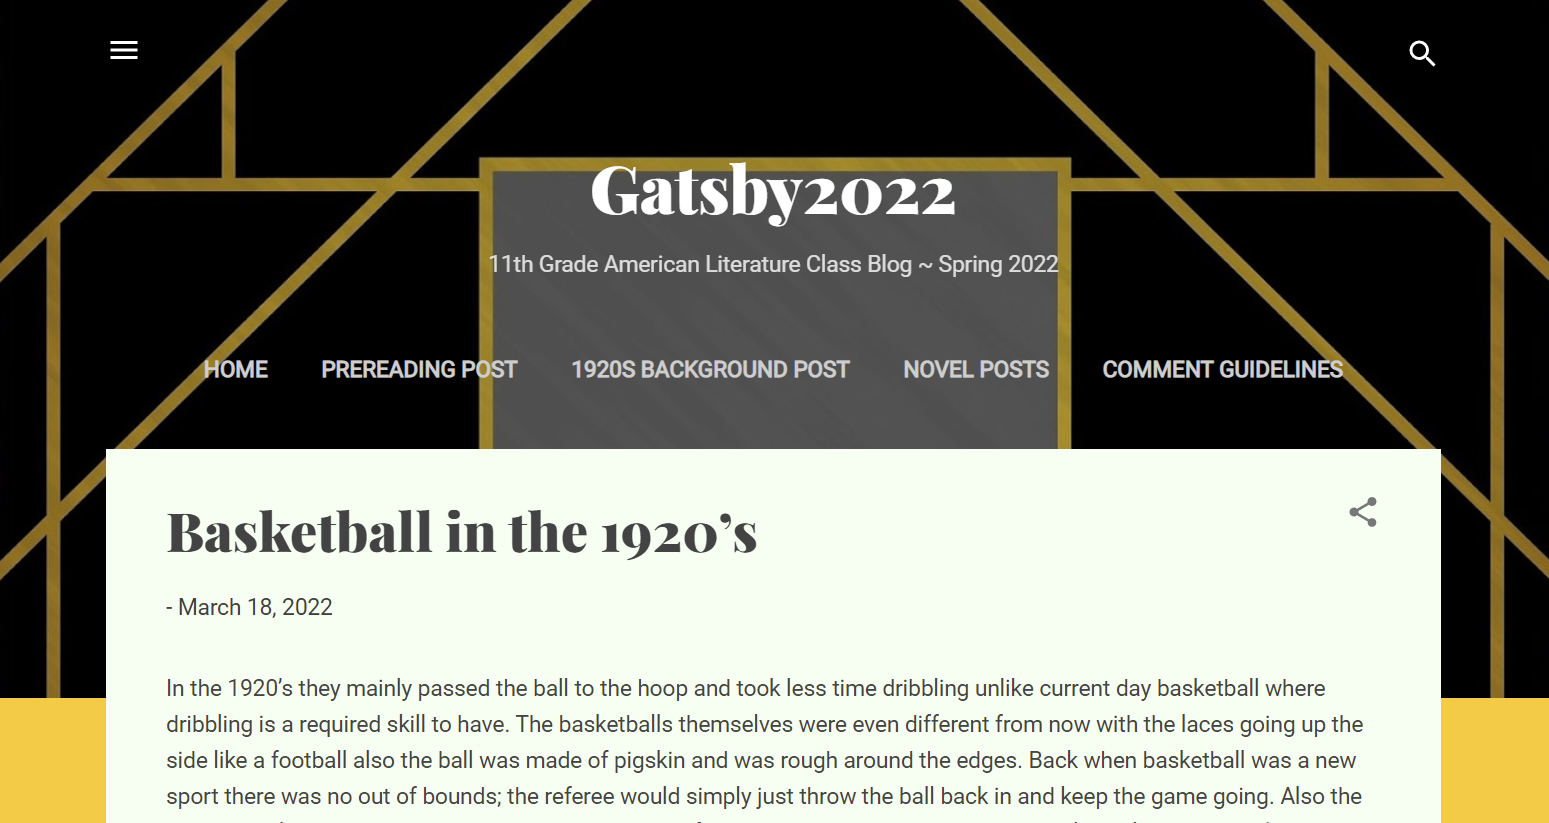 Gatsby2022
11th Grade American Literature Class Blog ~ Spring 2022
HOME PREREADING POST 1920S BACKGROUND POST NOVEL POSTS COMMENT GUIDELINES
Basketball in the 1920’s
- March 18, 2022
In the 1920’s they mainly passed the ball to the hoop and took less time dribbling unlike current day basketball where
dribbling is a required skill to have. The basketballs themselves were even different from now with the laces going up the
side like a football also the ball was made of pigskin and was rough around the edges. Back when basketball was a new
sport there was no out of bounds; the referee would simply just throw the ball back in and keep the game going. Also the